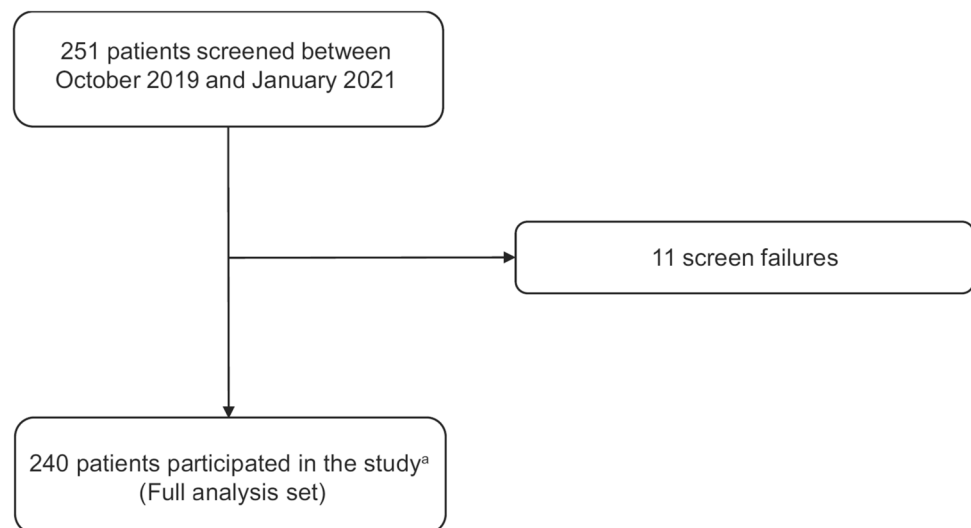 251 patients screened between
October 2019 and January 2021
11 screen failures
240 patients participated in the studyᵃ
(Full analysis set)